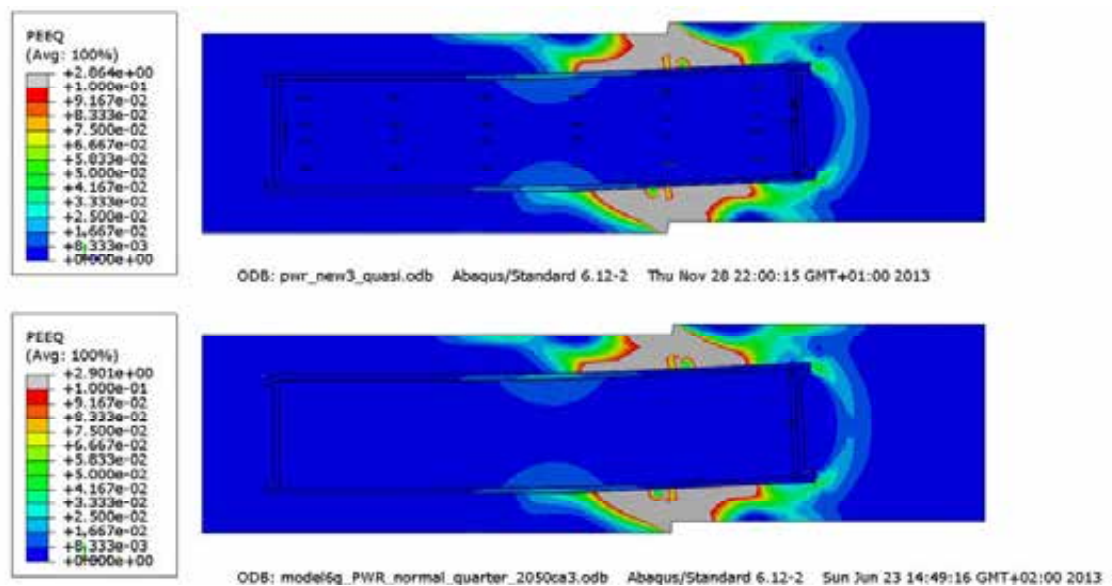 PEEQ
(Avg: 100%)
+2.864e+00
+1.000e-01
+9.167e-02
+8.333e-02
+7.500e-02
+6.667e-02
+5.833e-02
+5.000e-02
+4.167e-02
+3.333e-02
+2.500e-02
+1.667e-02
+8.333e-03
+0.000e+00
ODB: pwr_new3_quasi.odb Abaqus/Standard 6.12-2 Thu Nov 28 22:00:15 GMT+01:00 2013
PEEQ
(Avg: 100%)
+2.901e+00
+1.000e-01
+9.167e-02
+8.333e-02
+7.500e-02
+6.667e-02
+5.833e-02
+5.000e-02
+4.167e-02
+3.333e-02
+2.500e-02
+1.667e-02
+8.333e-03
+0.000e+00
ODB: model6g_PWR_normal_quarter_2050ca3.odb Abaqus/Standard 6.12-2 Sun Jun 23 14:49:16 GMT+02:00 2013